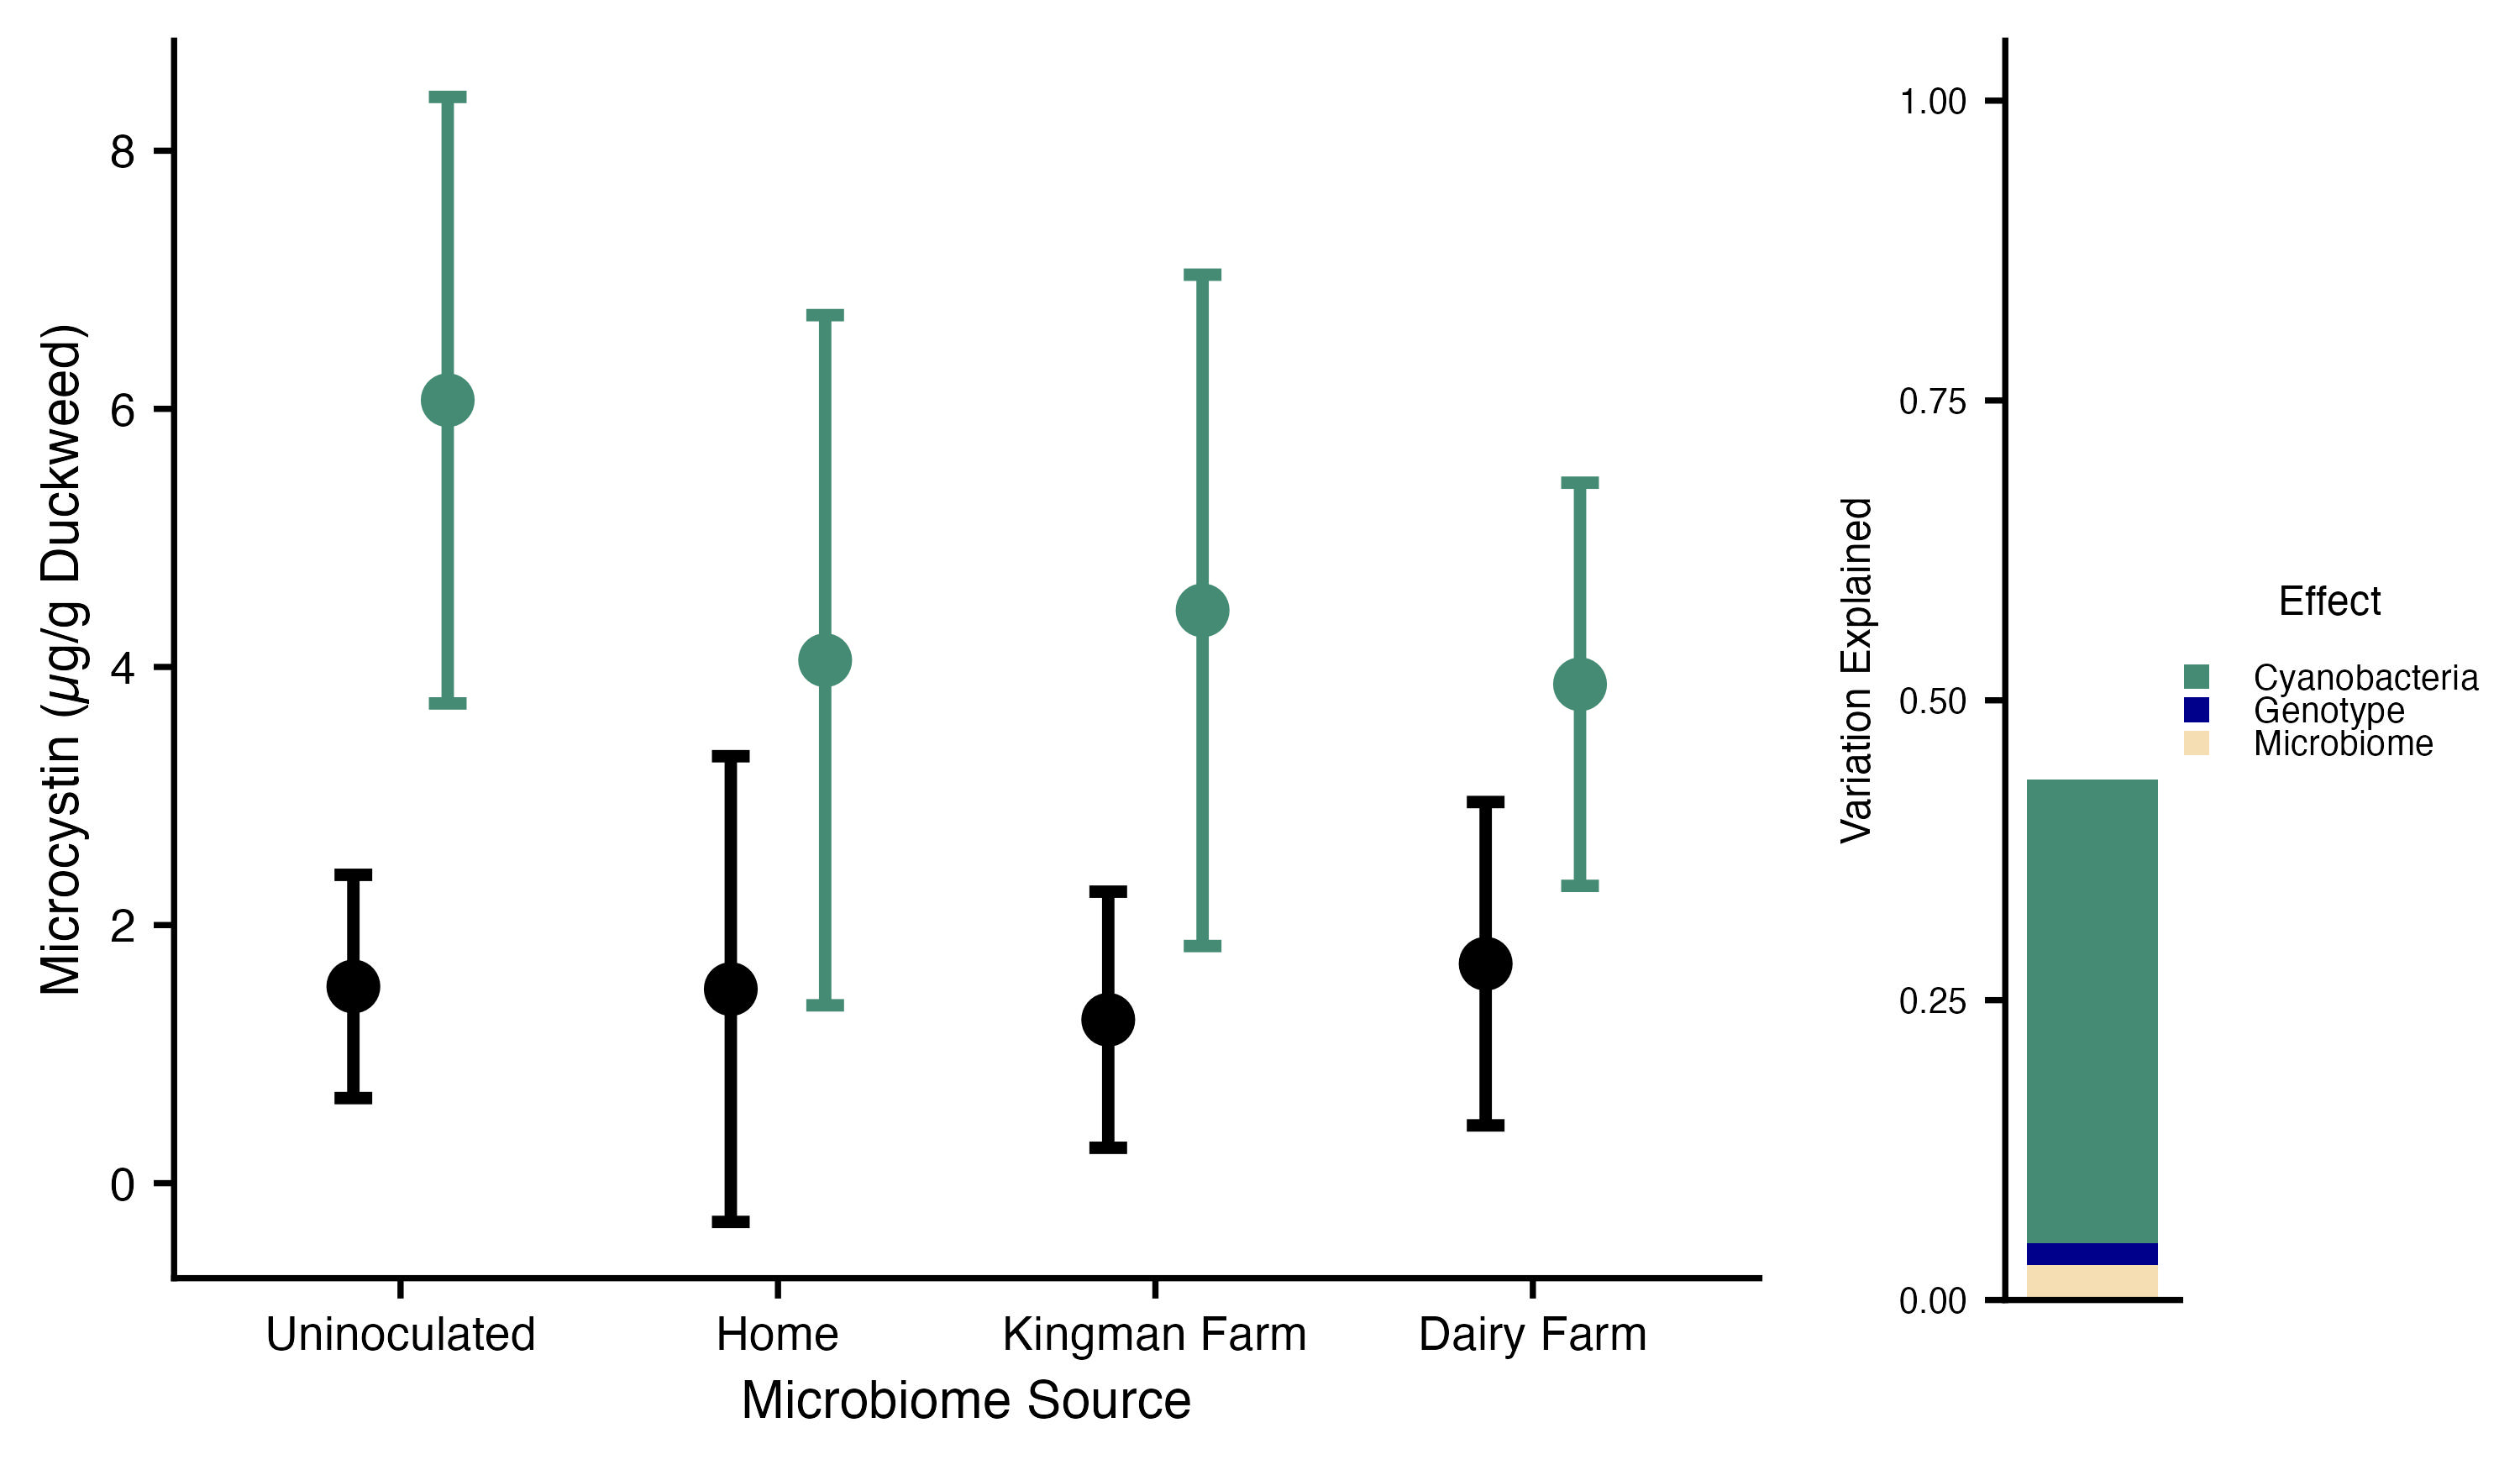 Microcystin (µg/g Duckweed)
8
6
4
2
0
Uninoculated
Home
Kingman Farm
Dairy Farm
Microbiome Source
Variation Explained
1.00
0.75
0.50
0.25
0.00
Effect
Cyanobacteria
Genotype
Microbiome